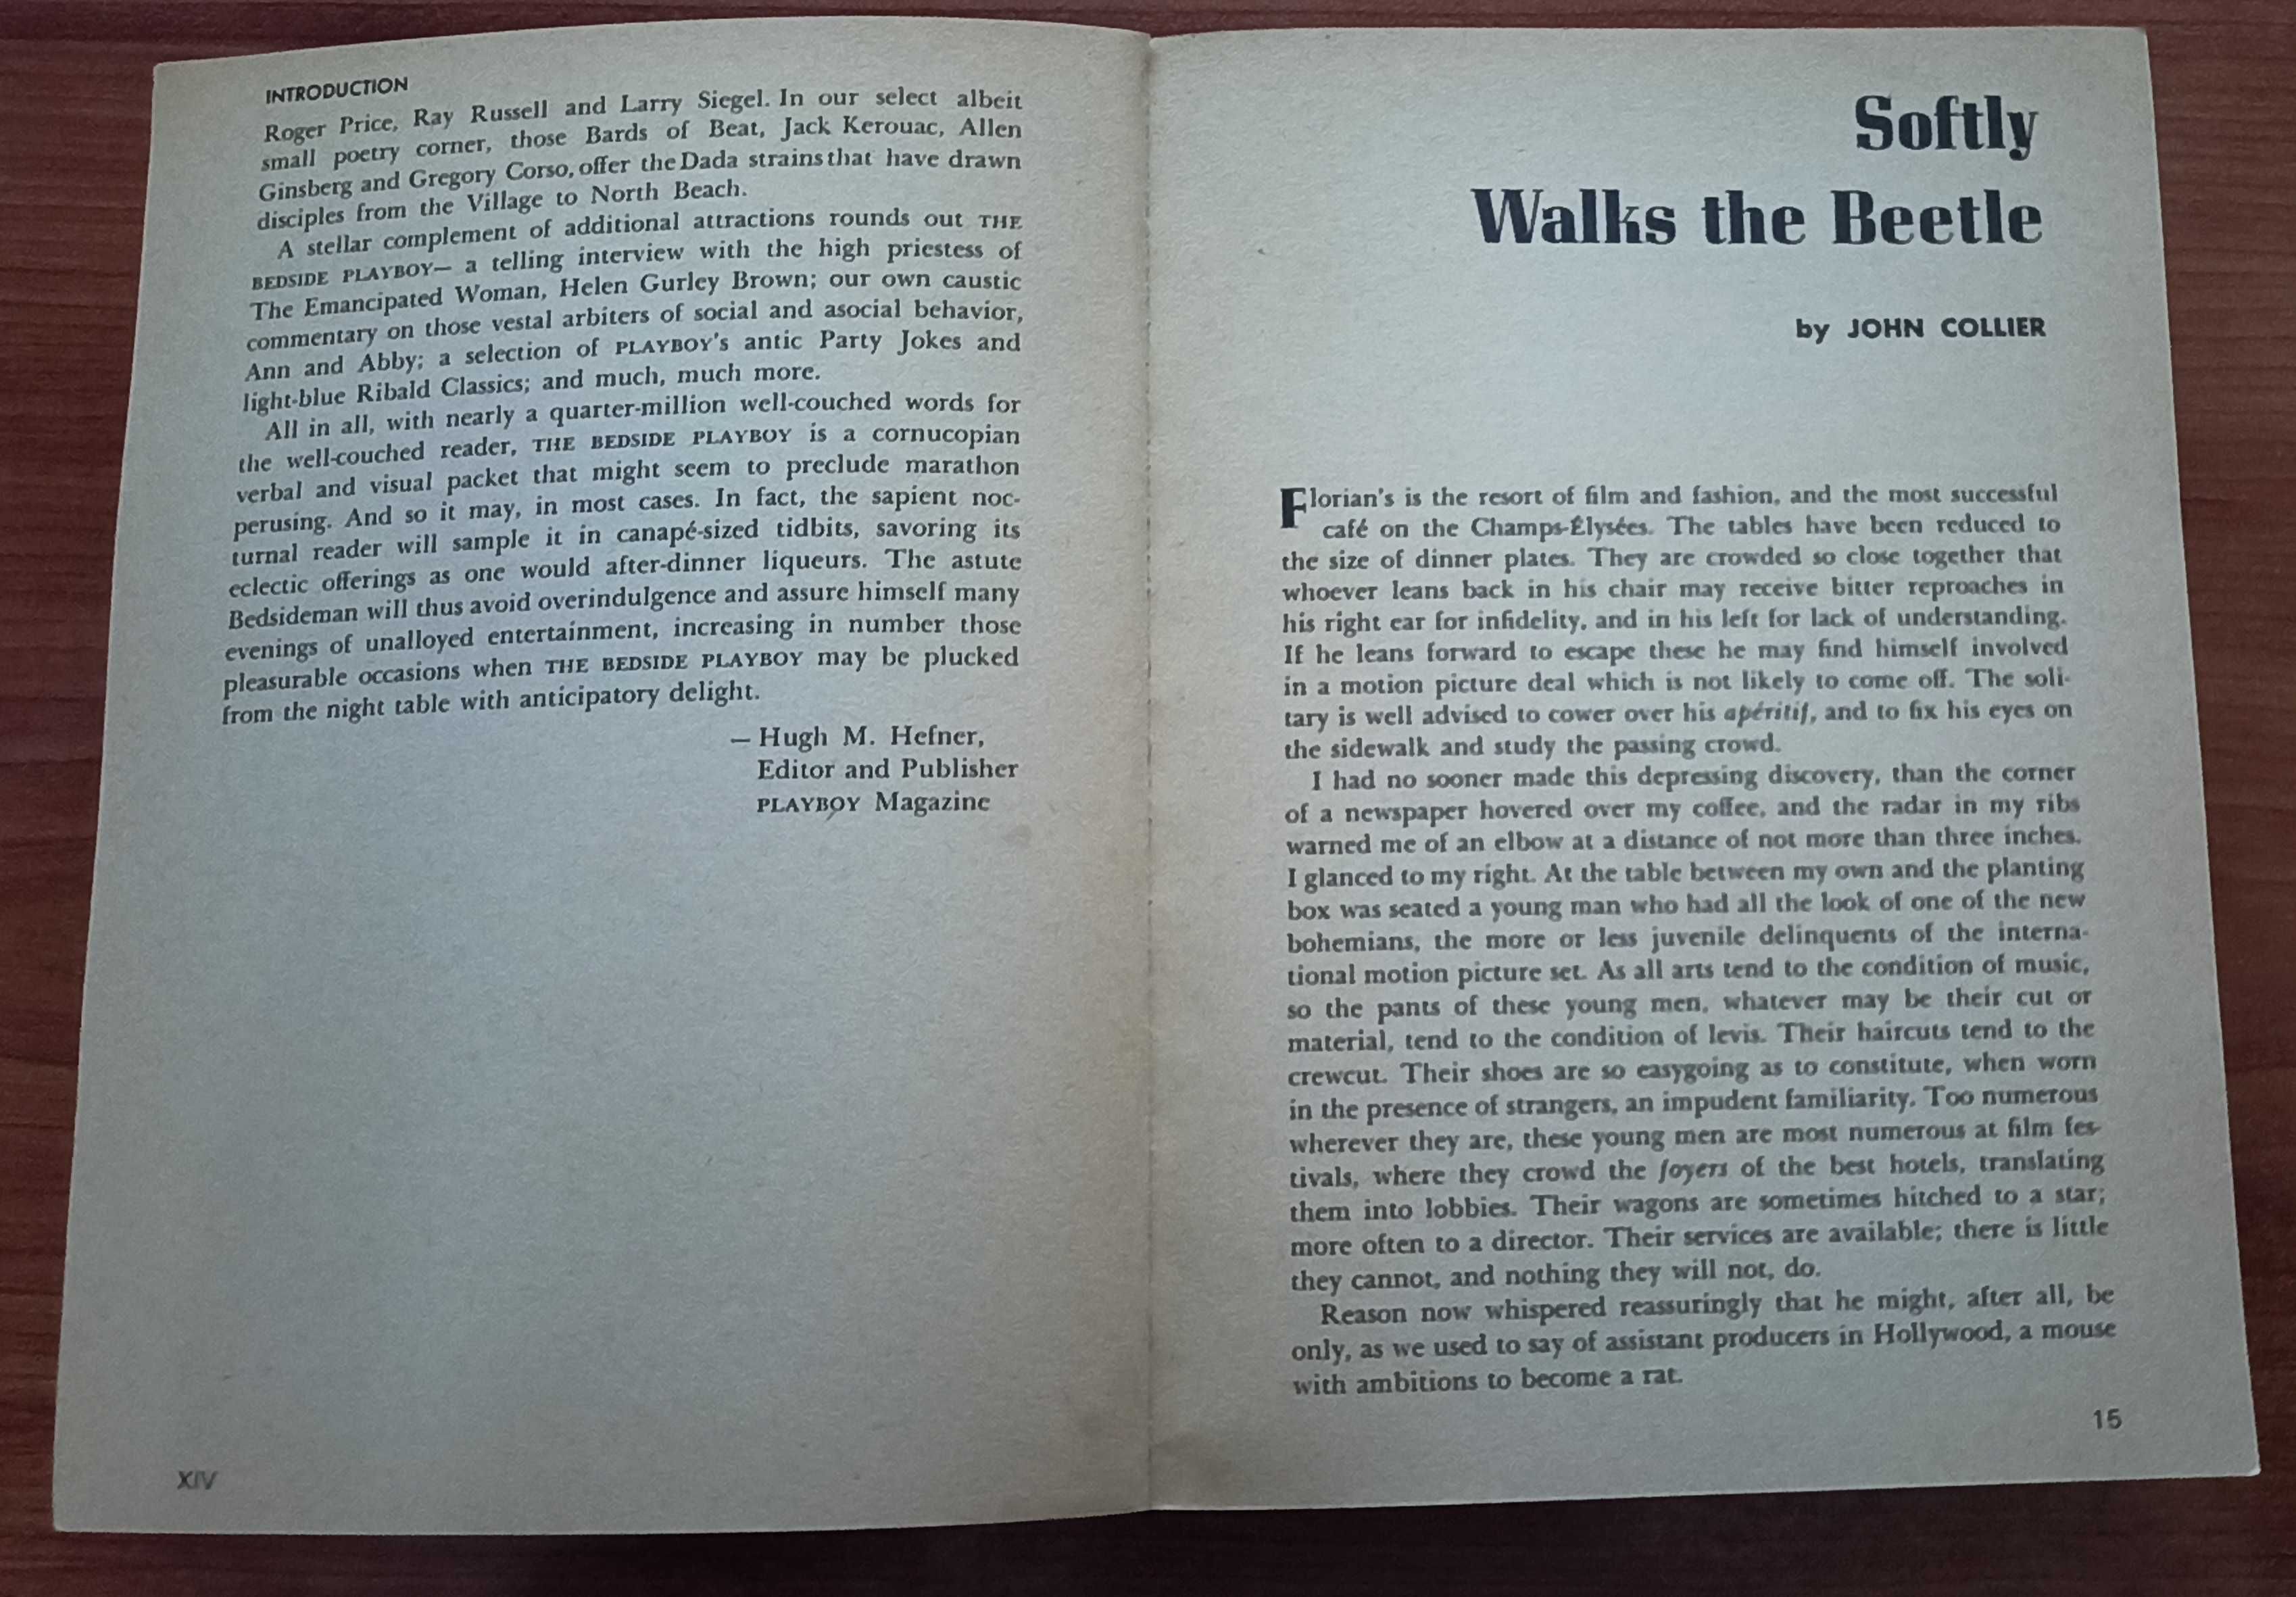 INTRODUCTION
Roger Price, Ray Russell and Larry Siegel. In our select albeit
small poetry corner, those Bards of Beat, Jack Kerouac, Allen
Ginsberg and Gregory Corso, offer the Dada strains that have drawn
disciples from the Village to North Beach.
A stellar complement of additional attractions rounds out THE
BEDSIDE PLAYBOY— a telling interview with the high priestess of
The Emancipated Woman, Helen Gurley Brown; our own caustic
commentary on those vestal arbiters of social and asocial behavior,
Ann and Abby; a selection of PLAYBOY's antic Party Jokes and
light-blue Ribald Classics; and much, much more.
All in all, with nearly a quarter-million well-couched words for
the well-couched reader, THE BEDSIDE PLAYBOY is a cornucopian
verbal and visual packet that might seem to preclude marathon
perusing. And so it may, in most cases. In fact, the sapient noc-
turnal reader will sample it in canapé-sized tidbits, savoring its
eclectic offerings as one would after-dinner liqueurs. The astute
Bedsideman will thus avoid overindulgence and assure himself many
evenings of unalloyed entertainment, increasing in number those
pleasurable occasions when THE BEDSIDE PLAYBOY may be plucked
from the night table with anticipatory delight.
— Hugh M. Hefner,
Editor and Publisher
PLAYBOY Magazine
XIV
Softly
Walks the Beetle
by JOHN COLLIER
Florian's is the resort of film and fashion, and the most successful
café on the Champs-Élysées. The tables have been reduced to
the size of dinner plates. They are crowded so close together that
whoever leans back in his chair may receive bitter reproaches in
his right ear for infidelity, and in his left for lack of understanding.
If he leans forward to escape these he may find himself involved
in a motion picture deal which is not likely to come off. The soli-
tary is well advised to cower over his apéritif, and to fix his eyes on
the sidewalk and study the passing crowd.
I had no sooner made this depressing discovery, than the corner
of a newspaper hovered over my coffee, and the radar in my ribs
warned me of an elbow at a distance of not more than three inches.
I glanced to my right. At the table between my own and the planting
box was seated a young man who had all the look of one of the new
bohemians, the more or less juvenile delinquents of the interna-
tional motion picture set. As all arts tend to the condition of music,
so the pants of these young men, whatever may be their cut or
material, tend to the condition of levis. Their haircuts tend to the
crewcut. Their shoes are so easygoing as to constitute, when worn
in the presence of strangers, an impudent familiarity. Too numerous
wherever they are, these young men are most numerous at film fes-
tivals, where they crowd the foyers of the best hotels, translating
them into lobbies. Their wagons are sometimes hitched to a star;
more often to a director. Their services are available; there is little
they cannot, and nothing they will not, do.
Reason now whispered reassuringly that he might, after all, be
only, as we used to say of assistant producers in Hollywood, a mouse
with ambitions to become a rat.
15